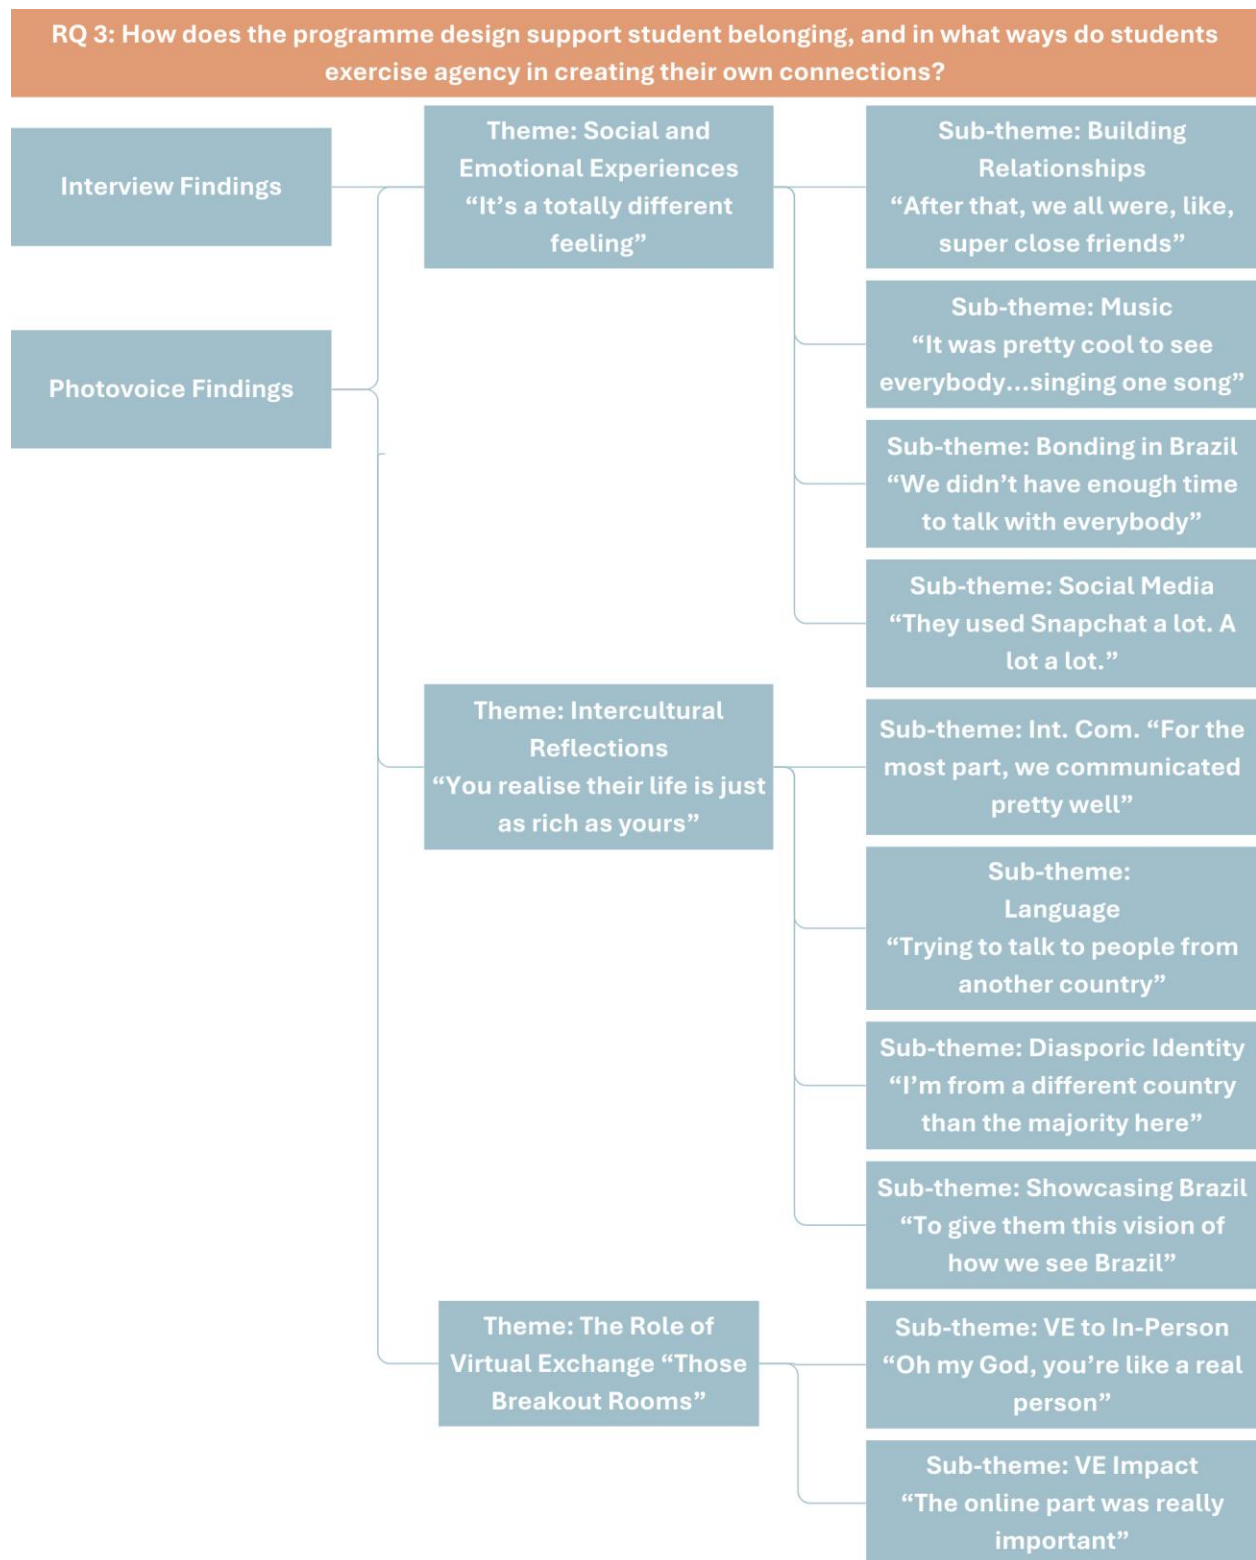 RQ 3: How does the programme design support student belonging, and in what ways do students
exercise agency in creating their own connections?
Interview Findings
Photovoice Findings
Theme: Social and
Emotional Experiences
“It’s a totally different
feeling”
Sub-theme: Building
Relationships
“After that, we all were, like,
super close friends”
Sub-theme: Music
“It was pretty cool to see
everybody...singing one song”
Sub-theme: Bonding in Brazil
“We didn’t have enough time
to talk with everybody”
Sub-theme: Social Media
“They used Snapchat a lot. A
lot a lot.”
Theme: Intercultural
Reflections
“You realise their life is just
as rich as yours”
Sub-theme: Int. Com. “For the
most part, we communicated
pretty well”
Sub-theme:
Language
“Trying to talk to people from
another country”
Sub-theme: Diasporic Identity
“I’m from a different country
than the majority here”
Sub-theme: Showcasing Brazil
“To give them this vision of
how we see Brazil”
Theme: The Role of
Virtual Exchange “Those
Breakout Rooms”
Sub-theme: VE to In-Person
“Oh my God, you’re like a real
person”
Sub-theme: VE Impact
“The online part was really
important”